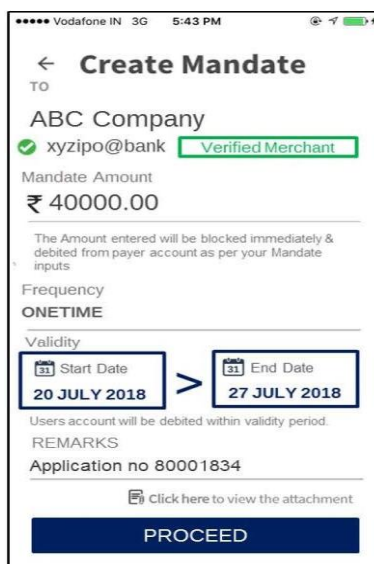 Vodafone IN 3G 5:43 PM
← Create Mandate
TO
ABC Company
xyzipo@bank Verified Merchant
Mandate Amount
₹ 40000.00
The Amount entered will be blocked immediately &
debited from payer account as per your Mandate
inputs
Frequency
ONETIME
Validity
31 Start Date > 31 End Date
20 JULY 2018 27 JULY 2018
Users account will be debited within validity period.
REMARKS
Application no 80001834
Click here to view the attachment
PROCEED